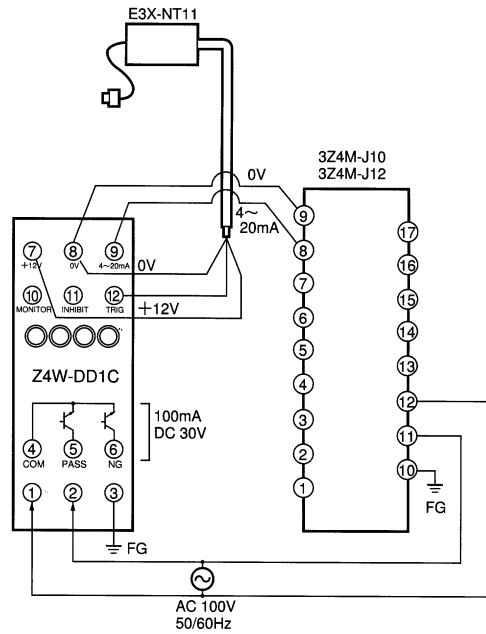 E3X-NT11
3Z4M-J10
3Z4M-J12
0V
4～
20mA
7
+12V
8
0V
9
4～20mA
0V
10
MONITOR
11
INHIBIT
12
TRIG
+12V
Z4W-DD1C
100mA
DC 30V
4
COM
5
PASS
6
NG
1
2
3
FG
9
8
7
6
5
4
3
2
1
17
16
15
14
13
12
11
10
FG
AC 100V
50/60Hz